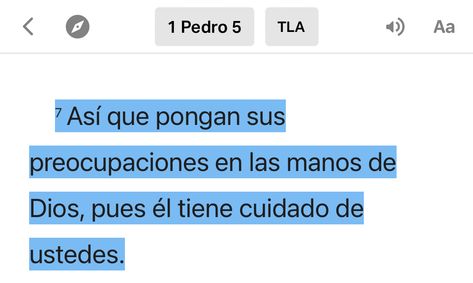 1 Pedro 5 TLA Aa
7 Así que pongan sus
preocupaciones en las manos de
Dios, pues él tiene cuidado de
ustedes.